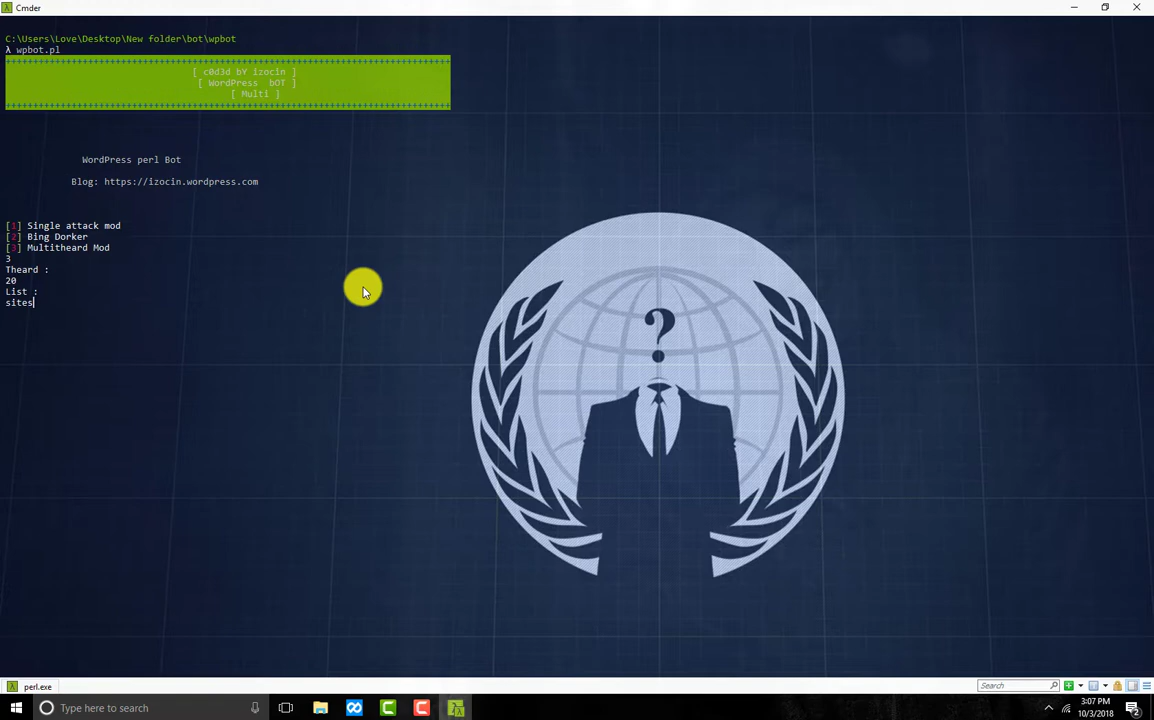 Cmder
C:\Users\Love\Desktop\New folder\bot\wpbot
λ wpbot.pl
++++++++++++++++++++++++++++++++++++++++++++++++++++++++++++++++++++++++++++++++
[ c0d3d bY izocin ]
[ WordPress bOT ]
[ Multi ]
++++++++++++++++++++++++++++++++++++++++++++++++++++++++++++++++++++++++++++++++
WordPress perl Bot
Blog: https://izocin.wordpress.com
[1] Single attack mod
[2] Bing Dorker
[3] Multitheard Mod
3
Theard :
20
List :
sites
?
perl.exe
Search
Type here to search
3:07 PM
10/3/2018
2